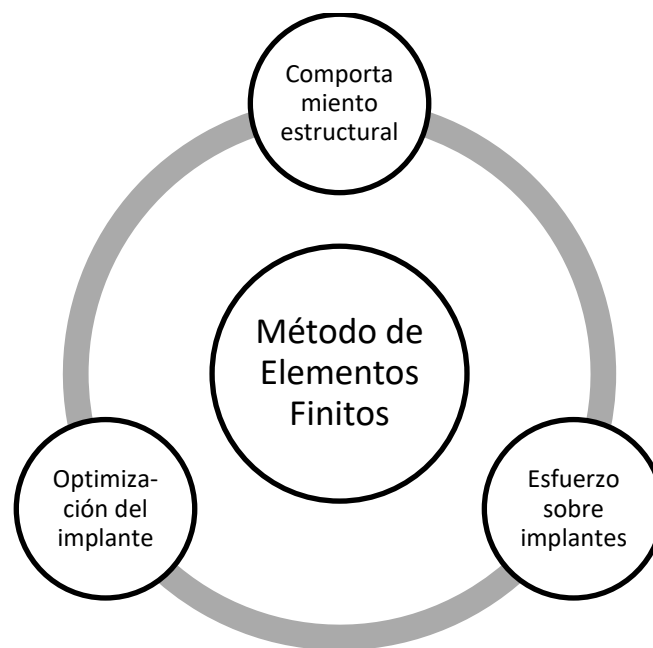 Comporta
miento
estructural
Método de
Elementos
Finitos
Optimiza-
ción del
implante
Esfuerzo
sobre
implantes